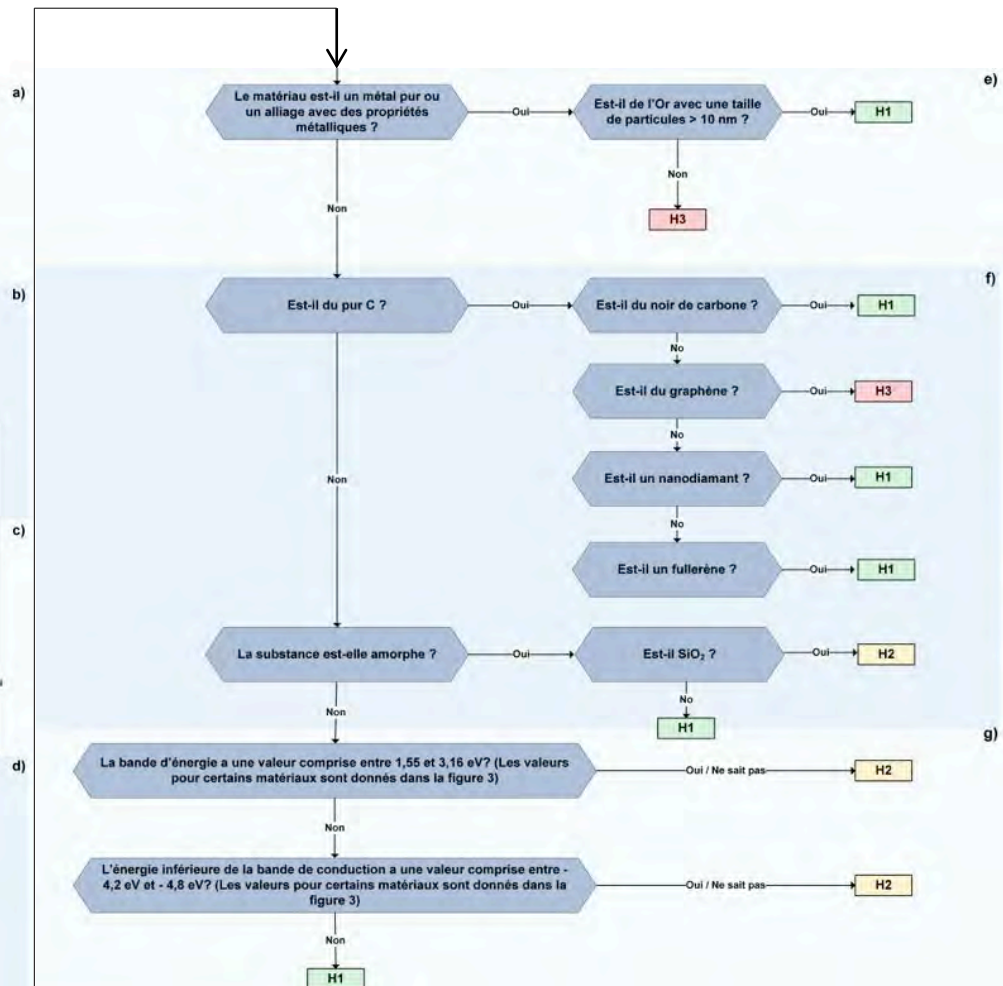 a)
Le matériau est-il un métal pur ou
un alliage avec des propriétés
métalliques ?
Oui
Est-il de l'Or avec une taille
de particules > 10 nm ?
Oui
H1
e)
Non
H3
Non
b)
Est-il du pur C ?
Oui
Est-il du noir de carbone ?
Oui
H1
f)
No
Est-il du graphène ?
Oui
H3
No
Est-il un nanodiamant ?
Oui
H1
Non
No
c)
Est-il un fullerène ?
Oui
H1
La substance est-elle amorphe ?
Oui
Est-il SiO₂ ?
Oui
H2
No
H1
Non
g)
d)
La bande d'énergie a une valeur comprise entre 1,55 et 3,16 eV? (Les valeurs
pour certains matériaux sont donnés dans la figure 3)
Oui / Ne sait pas
H2
Non
L'énergie inférieure de la bande de conduction a une valeur comprise entre -
4,2 eV et - 4,8 eV? (Les valeurs pour certains matériaux sont donnés dans la
figure 3)
Oui / Ne sait pas
H2
Non
H1